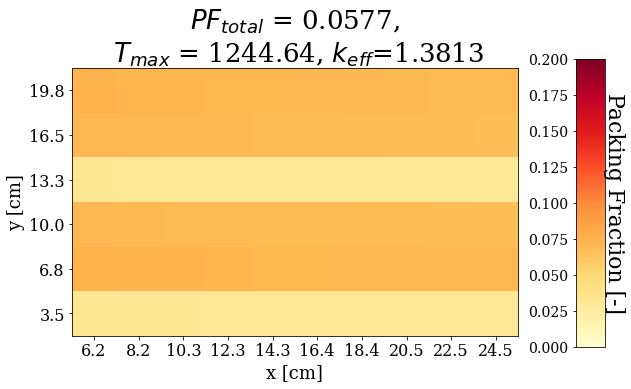 PF_total = 0.0577,
T_max = 1244.64, k_eff=1.3813
19.8
16.5
13.3
10.0
6.8
3.5
y [cm]
6.2 8.2 10.3 12.3 14.3 16.4 18.4 20.5 22.5 24.5
x [cm]
0.200
0.175
0.150
0.125
0.100
0.075
0.050
0.025
0.000
Packing Fraction [-]